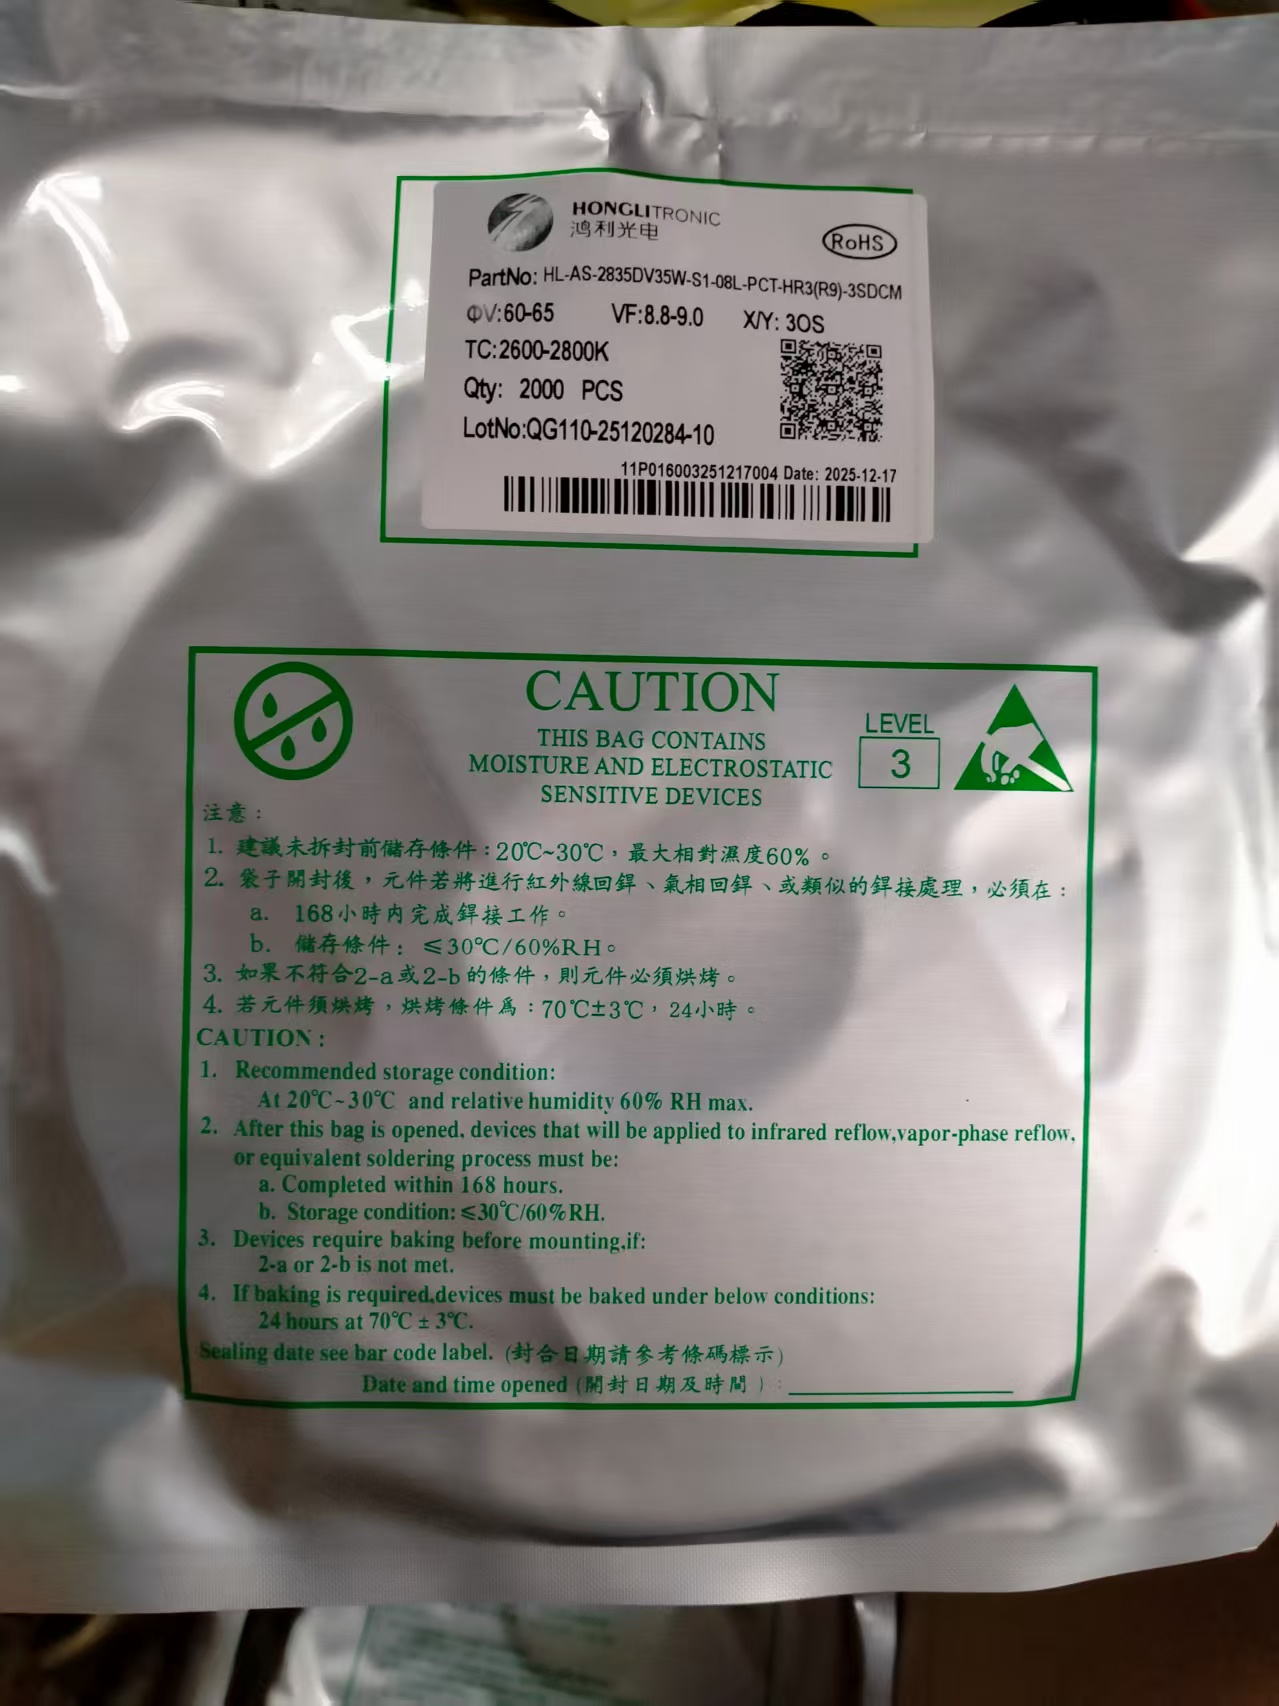 HONGLITRONIC
鸿利光电
RoHS
PartNo: HL-AS-2835DV35W-S1-08L-PCT-HR3(R9)-3SDCM
ΦV:60-65 VF:8.8-9.0 X/Y: 3OS
TC:2600-2800K
Qty: 2000 PCS
LotNo:QG110-25120284-10
11P016003251217004 Date: 2025-12-17
CAUTION
THIS BAG CONTAINS
MOISTURE AND ELECTROSTATIC
SENSITIVE DEVICES
LEVEL
3
注意：
1. 建議未拆封前儲存條件：20℃~30℃，最大相對濕度60%。
2. 袋子開封後，元件若將進行紅外線回銲、氣相回銲、或類似的銲接處理，必須在：
a. 168小時內完成銲接工作。
b. 儲存條件：≤30℃/60%RH。
3. 如果不符合2-a或2-b的條件，則元件必須烘烤。
4. 若元件須烘烤，烘烤條件爲：70℃±3℃，24小時。
CAUTION:
1. Recommended storage condition:
At 20℃~30℃ and relative humidity 60% RH max.
2. After this bag is opened, devices that will be applied to infrared reflow,vapor-phase reflow,
or equivalent soldering process must be:
a. Completed within 168 hours.
b. Storage condition: ≤30℃/60%RH.
3. Devices require baking before mounting,if:
2-a or 2-b is not met.
4. If baking is required,devices must be baked under below conditions:
24 hours at 70℃ ± 3℃.
Sealing date see bar code label. (封合日期請參考條碼標示)
Date and time opened (開封日期及時間)：